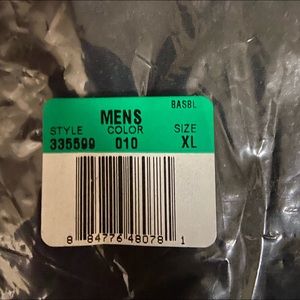 BASBL
MENS
STYLE COLOR SIZE
335599 010 XL
8 84776 48078 1